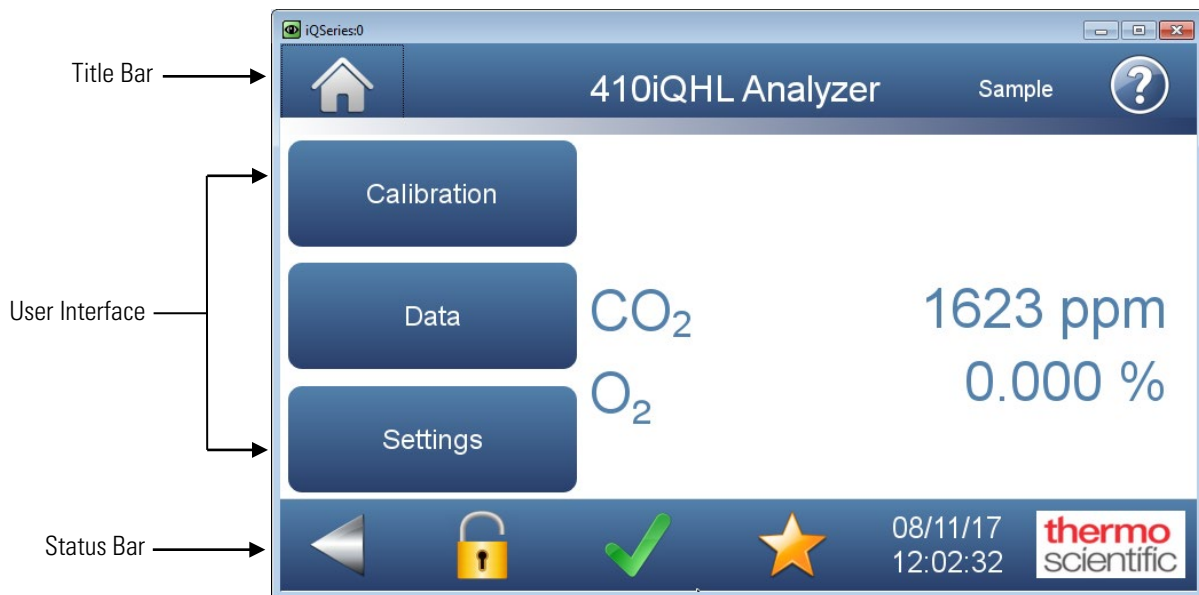 iQSeries:0
Title Bar
410iQHL Analyzer
Sample
?
Calibration
User Interface
Data
CO₂
1623 ppm
O₂
0.000 %
Settings
Status Bar
08/11/17
12:02:32
thermo
scientific